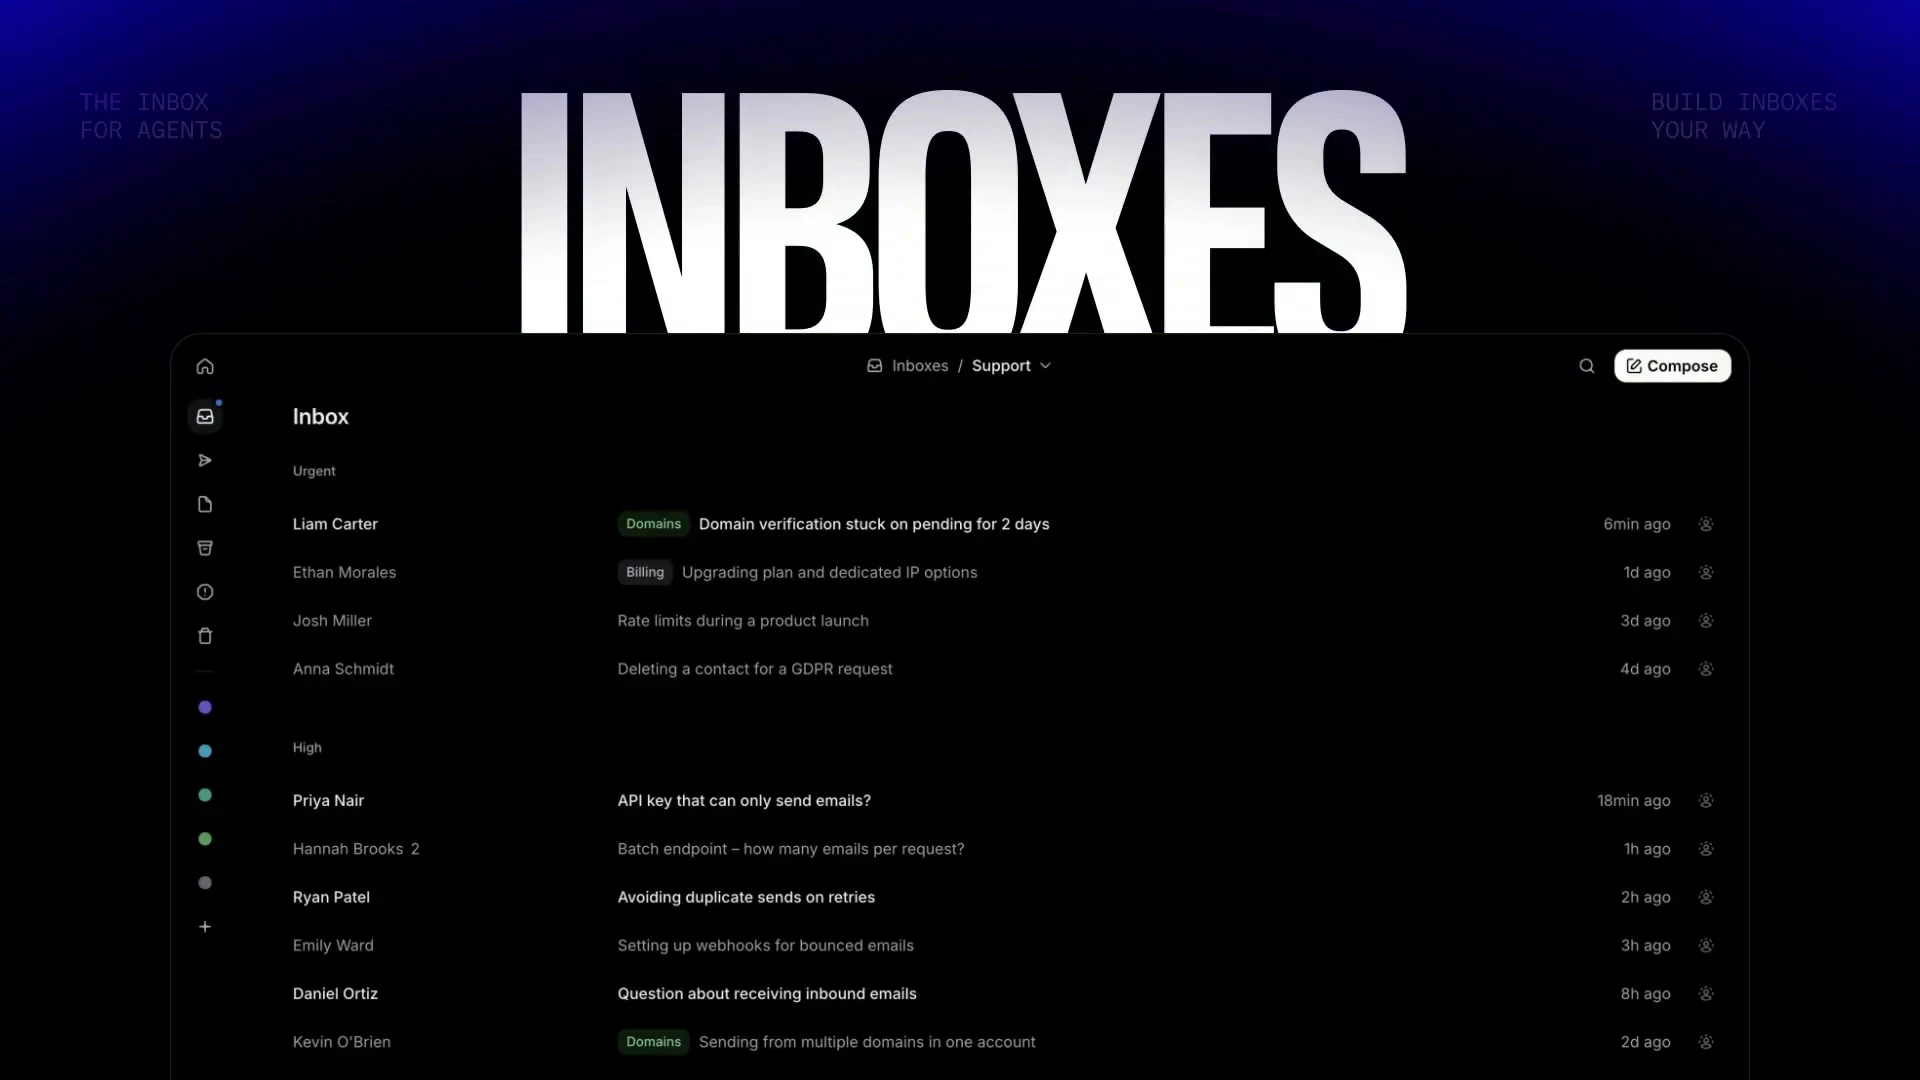 THE INBOX
FOR AGENTS
INBOXES
BUILD INBOXES
YOUR WAY
Inboxes / Support
Compose
Inbox
Urgent
Liam Carter Domains Domain verification stuck on pending for 2 days 6min ago
Ethan Morales Billing Upgrading plan and dedicated IP options 1d ago
Josh Miller Rate limits during a product launch 3d ago
Anna Schmidt Deleting a contact for a GDPR request 4d ago
High
Priya Nair API key that can only send emails? 18min ago
Hannah Brooks 2 Batch endpoint – how many emails per request? 1h ago
Ryan Patel Avoiding duplicate sends on retries 2h ago
Emily Ward Setting up webhooks for bounced emails 3h ago
Daniel Ortiz Question about receiving inbound emails 8h ago
Kevin O'Brien Domains Sending from multiple domains in one account 2d ago